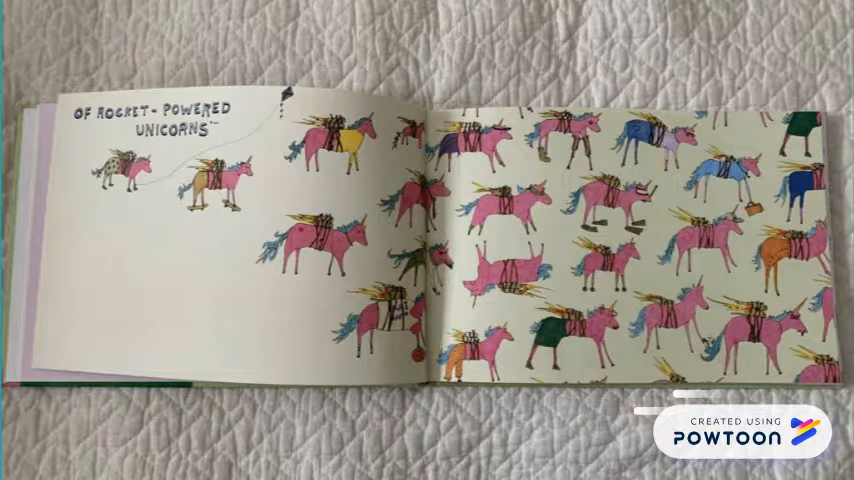 OF ROCKET-POWERED
UNICORNS
CREATED USING
POWTOON